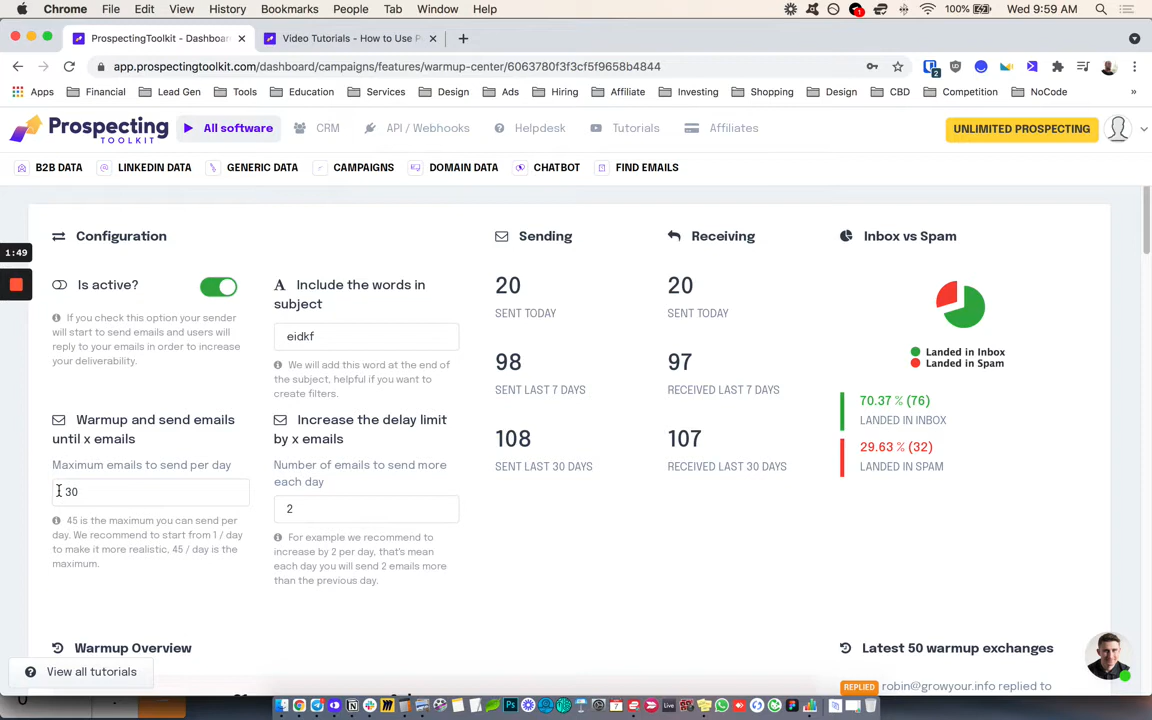 Chrome File Edit View History Bookmarks People Tab Window Help 100% Wed 9:59 AM
ProspectingToolkit - Dashboar Video Tutorials - How to Use P
app.prospectingtoolkit.com/dashboard/campaigns/features/warmup-center/6063780f3f3cf5f9658b4844
Apps Financial Lead Gen Tools Education Services Design Ads Hiring Affiliate Investing Shopping Design CBD Competition NoCode »
Prospecting
TOOLKIT
All software CRM API / Webhooks Helpdesk Tutorials Affiliates UNLIMITED PROSPECTING
B2B DATA LINKEDIN DATA GENERIC DATA CAMPAIGNS DOMAIN DATA CHATBOT FIND EMAILS
1:49
Configuration
Is active?
If you check this option your sender
will start to send emails and users will
reply to your emails in order to increase
your deliverability.
Include the words in
subject
eidkf
We will add this word at the end of
the subject, helpful if you want to
create filters.
Warmup and send emails
until x emails
Maximum emails to send per day
30
45 is the maximum you can send per
day. We recommend to start from 1 / day
to make it more realistic, 45 / day is the
maximum.
Increase the delay limit
by x emails
Number of emails to send more
each day
2
For example we recommend to
increase by 2 per day, that's mean
each day you will send 2 emails more
than the previous day.
Sending
20
SENT TODAY
98
SENT LAST 7 DAYS
108
SENT LAST 30 DAYS
Receiving
20
SENT TODAY
97
RECEIVED LAST 7 DAYS
107
RECEIVED LAST 30 DAYS
Inbox vs Spam
Landed in Inbox
Landed in Spam
70.37 % (76)
LANDED IN INBOX
29.63 % (32)
LANDED IN SPAM
Warmup Overview
Latest 50 warmup exchanges
View all tutorials
REPLIED robin@growyour.info replied to